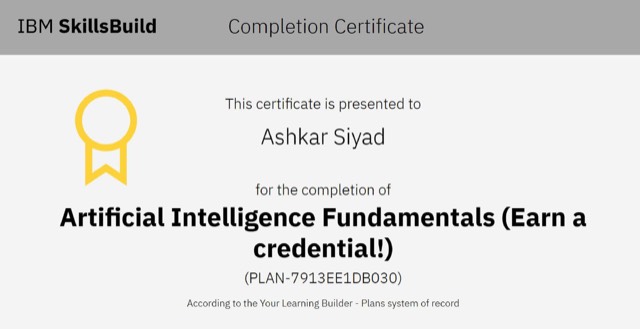 IBM SkillsBuild
Completion Certificate
This certificate is presented to
Ashkar Siyad
for the completion of
Artificial Intelligence Fundamentals (Earn a
credential!)
(PLAN-7913EE1DB030)
According to the Your Learning Builder - Plans system of record